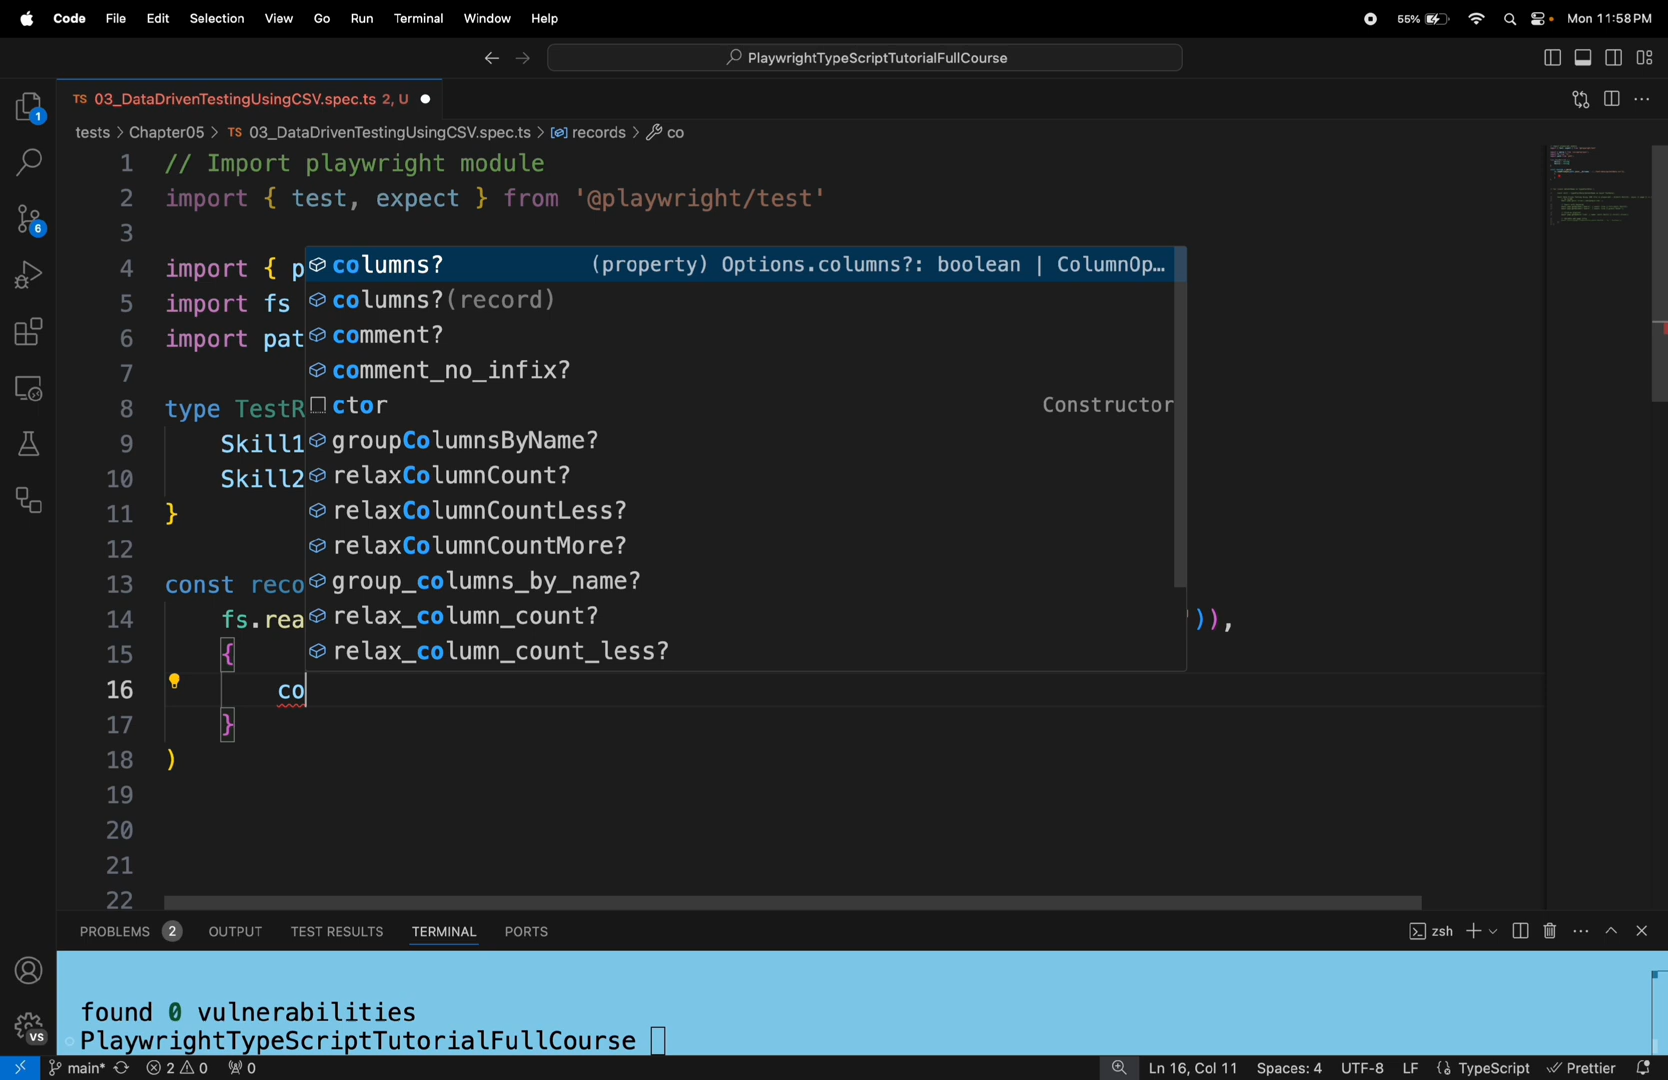 Code File Edit Selection View Go Run Terminal Window Help 55% Mon 11:58 PM
PlaywrightTypeScriptTutorialFullCourse
TS 03_DataDrivenTestingUsingCSV.spec.ts 2, U
tests > Chapter05 > TS 03_DataDrivenTestingUsingCSV.spec.ts > records > co
1 // Import playwright module
2 import { test, expect } from '@playwright/test'
3
4 import { p
5 import fs
6 import pat
7
8 type TestR
9 Skill1
10 Skill2
11 }
12
13 const reco
14 fs.rea )),
15 {
16 co
17 }
18 )
19
20
21
22
columns? (property) Options.columns?: boolean | ColumnOp…
columns?(record)
comment?
comment_no_infix?
ctor Constructor
groupColumnsByName?
relaxColumnCount?
relaxColumnCountLess?
relaxColumnCountMore?
group_columns_by_name?
relax_column_count?
relax_column_count_less?
1
6
PROBLEMS 2 OUTPUT TEST RESULTS TERMINAL PORTS zsh
found 0 vulnerabilities
PlaywrightTypeScriptTutorialFullCourse
VS
main* 2 0 0 Ln 16, Col 11 Spaces: 4 UTF-8 LF {} TypeScript Prettier